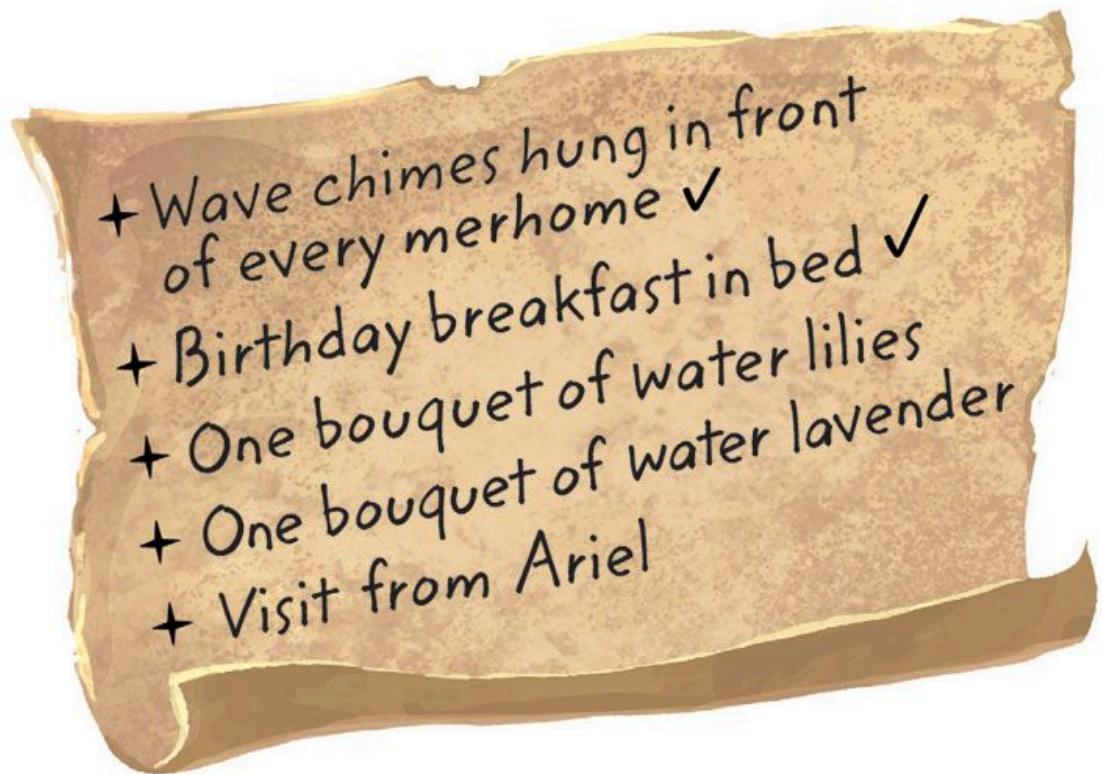 + Wave chimes hung in front
of every merhome ✓
+ Birthday breakfast in bed ✓
+ One bouquet of water lilies
+ One bouquet of water lavender
+ Visit from Ariel